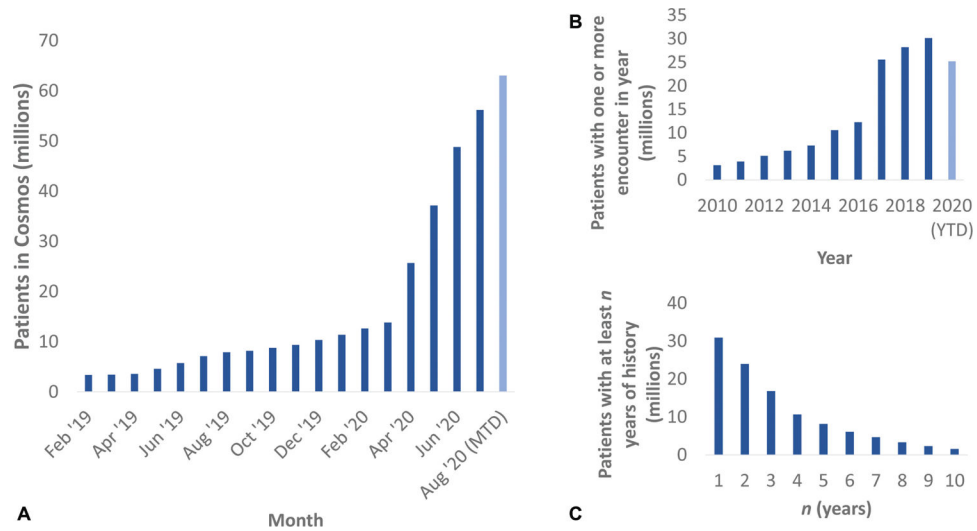 Patients in Cosmos (millions)
70
60
50
40
30
20
10
0
Feb '19
Apr '19
Jun '19
Aug '19
Oct '19
Dec '19
Feb '20
Apr '20
Jun '20
Aug '20 (MTD)
Month
A
B
Patients with one or more
encounter in year
(millions)
35
30
25
20
15
10
5
0
2010 2012 2014 2016 2018 2020
(YTD)
Year
Patients with at least n
years of history
(millions)
40
30
20
10
0
1 2 3 4 5 6 7 8 9 10
n (years)
C